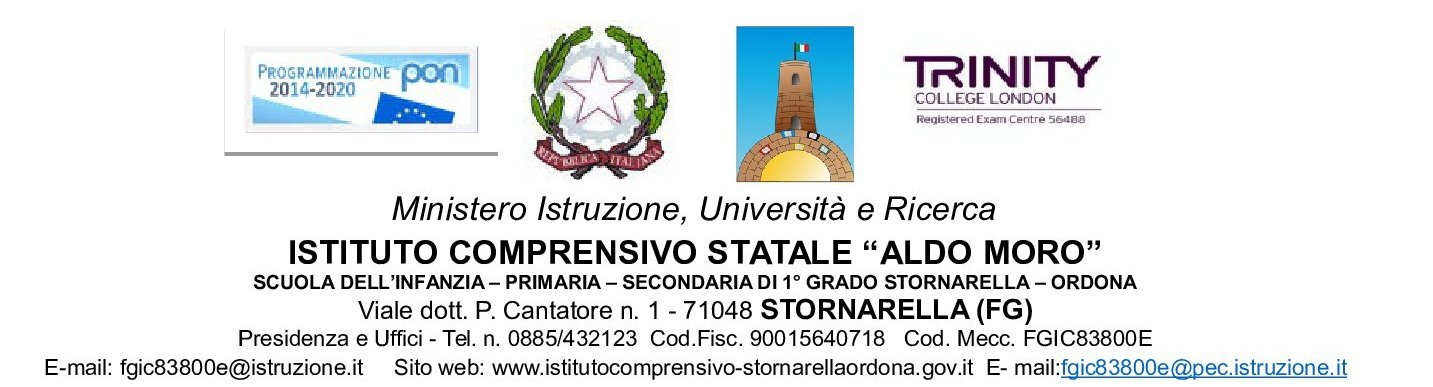 PROGRAMMAZIONE pon
2014-2020
REPVBBLICA ITALIANA
TRINITY
COLLEGE LONDON
Registered Exam Centre 56488
Ministero Istruzione, Università e Ricerca
ISTITUTO COMPRENSIVO STATALE “ALDO MORO”
SCUOLA DELL’INFANZIA – PRIMARIA – SECONDARIA DI 1° GRADO STORNARELLA – ORDONA
Viale dott. P. Cantatore n. 1 - 71048 STORNARELLA (FG)
Presidenza e Uffici - Tel. n. 0885/432123 Cod.Fisc. 90015640718 Cod. Mecc. FGIC83800E
E-mail: fgic83800e@istruzione.it Sito web: www.istitutocomprensivo-stornarellaordona.gov.it E- mail:fgic83800e@pec.istruzione.it